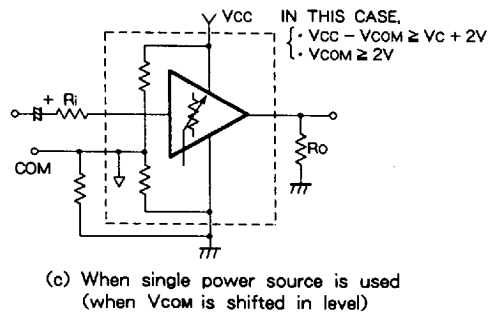 VCC
IN THIS CASE,
· VCC – VCOM ≥ VC + 2V
· VCOM ≥ 2V
+
Ri
COM
Ro
(c) When single power source is used
(when VCOM is shifted in level)